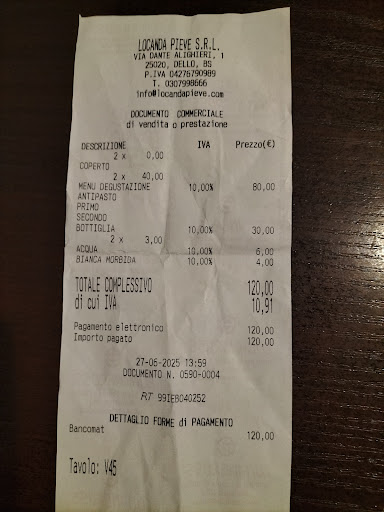 LOCANDA PIEVE S.R.L.
VIA DANTE ALIGHIERI, 1
25020, DELLO, BS
P.IVA 04276790989
T. 0307998666
info@locandapieve.com
DOCUMENTO COMMERCIALE
di vendita o prestazione
DESCRIZIONE IVA Prezzo(€)
2 x 0,00
COPERTO
2 x 40,00
MENU DEGUSTAZIONE 10,00% 80,00
ANTIPASTO
PRIMO
SECONDO
BOTTIGLIA 10,00% 30,00
2 x 3,00
ACQUA 10,00% 6,00
BIANCA MORBIDA 10,00% 4,00
TOTALE COMPLESSIVO 120,00
di cui IVA 10,91
Pagamento elettronico 120,00
Importo pagato 120,00
27-06-2025 13:59
DOCUMENTO N. 0590-0004
RT 99IEB040252
DETTAGLIO FORME di PAGAMENTO
Bancomat 120,00
Tavolo: V45